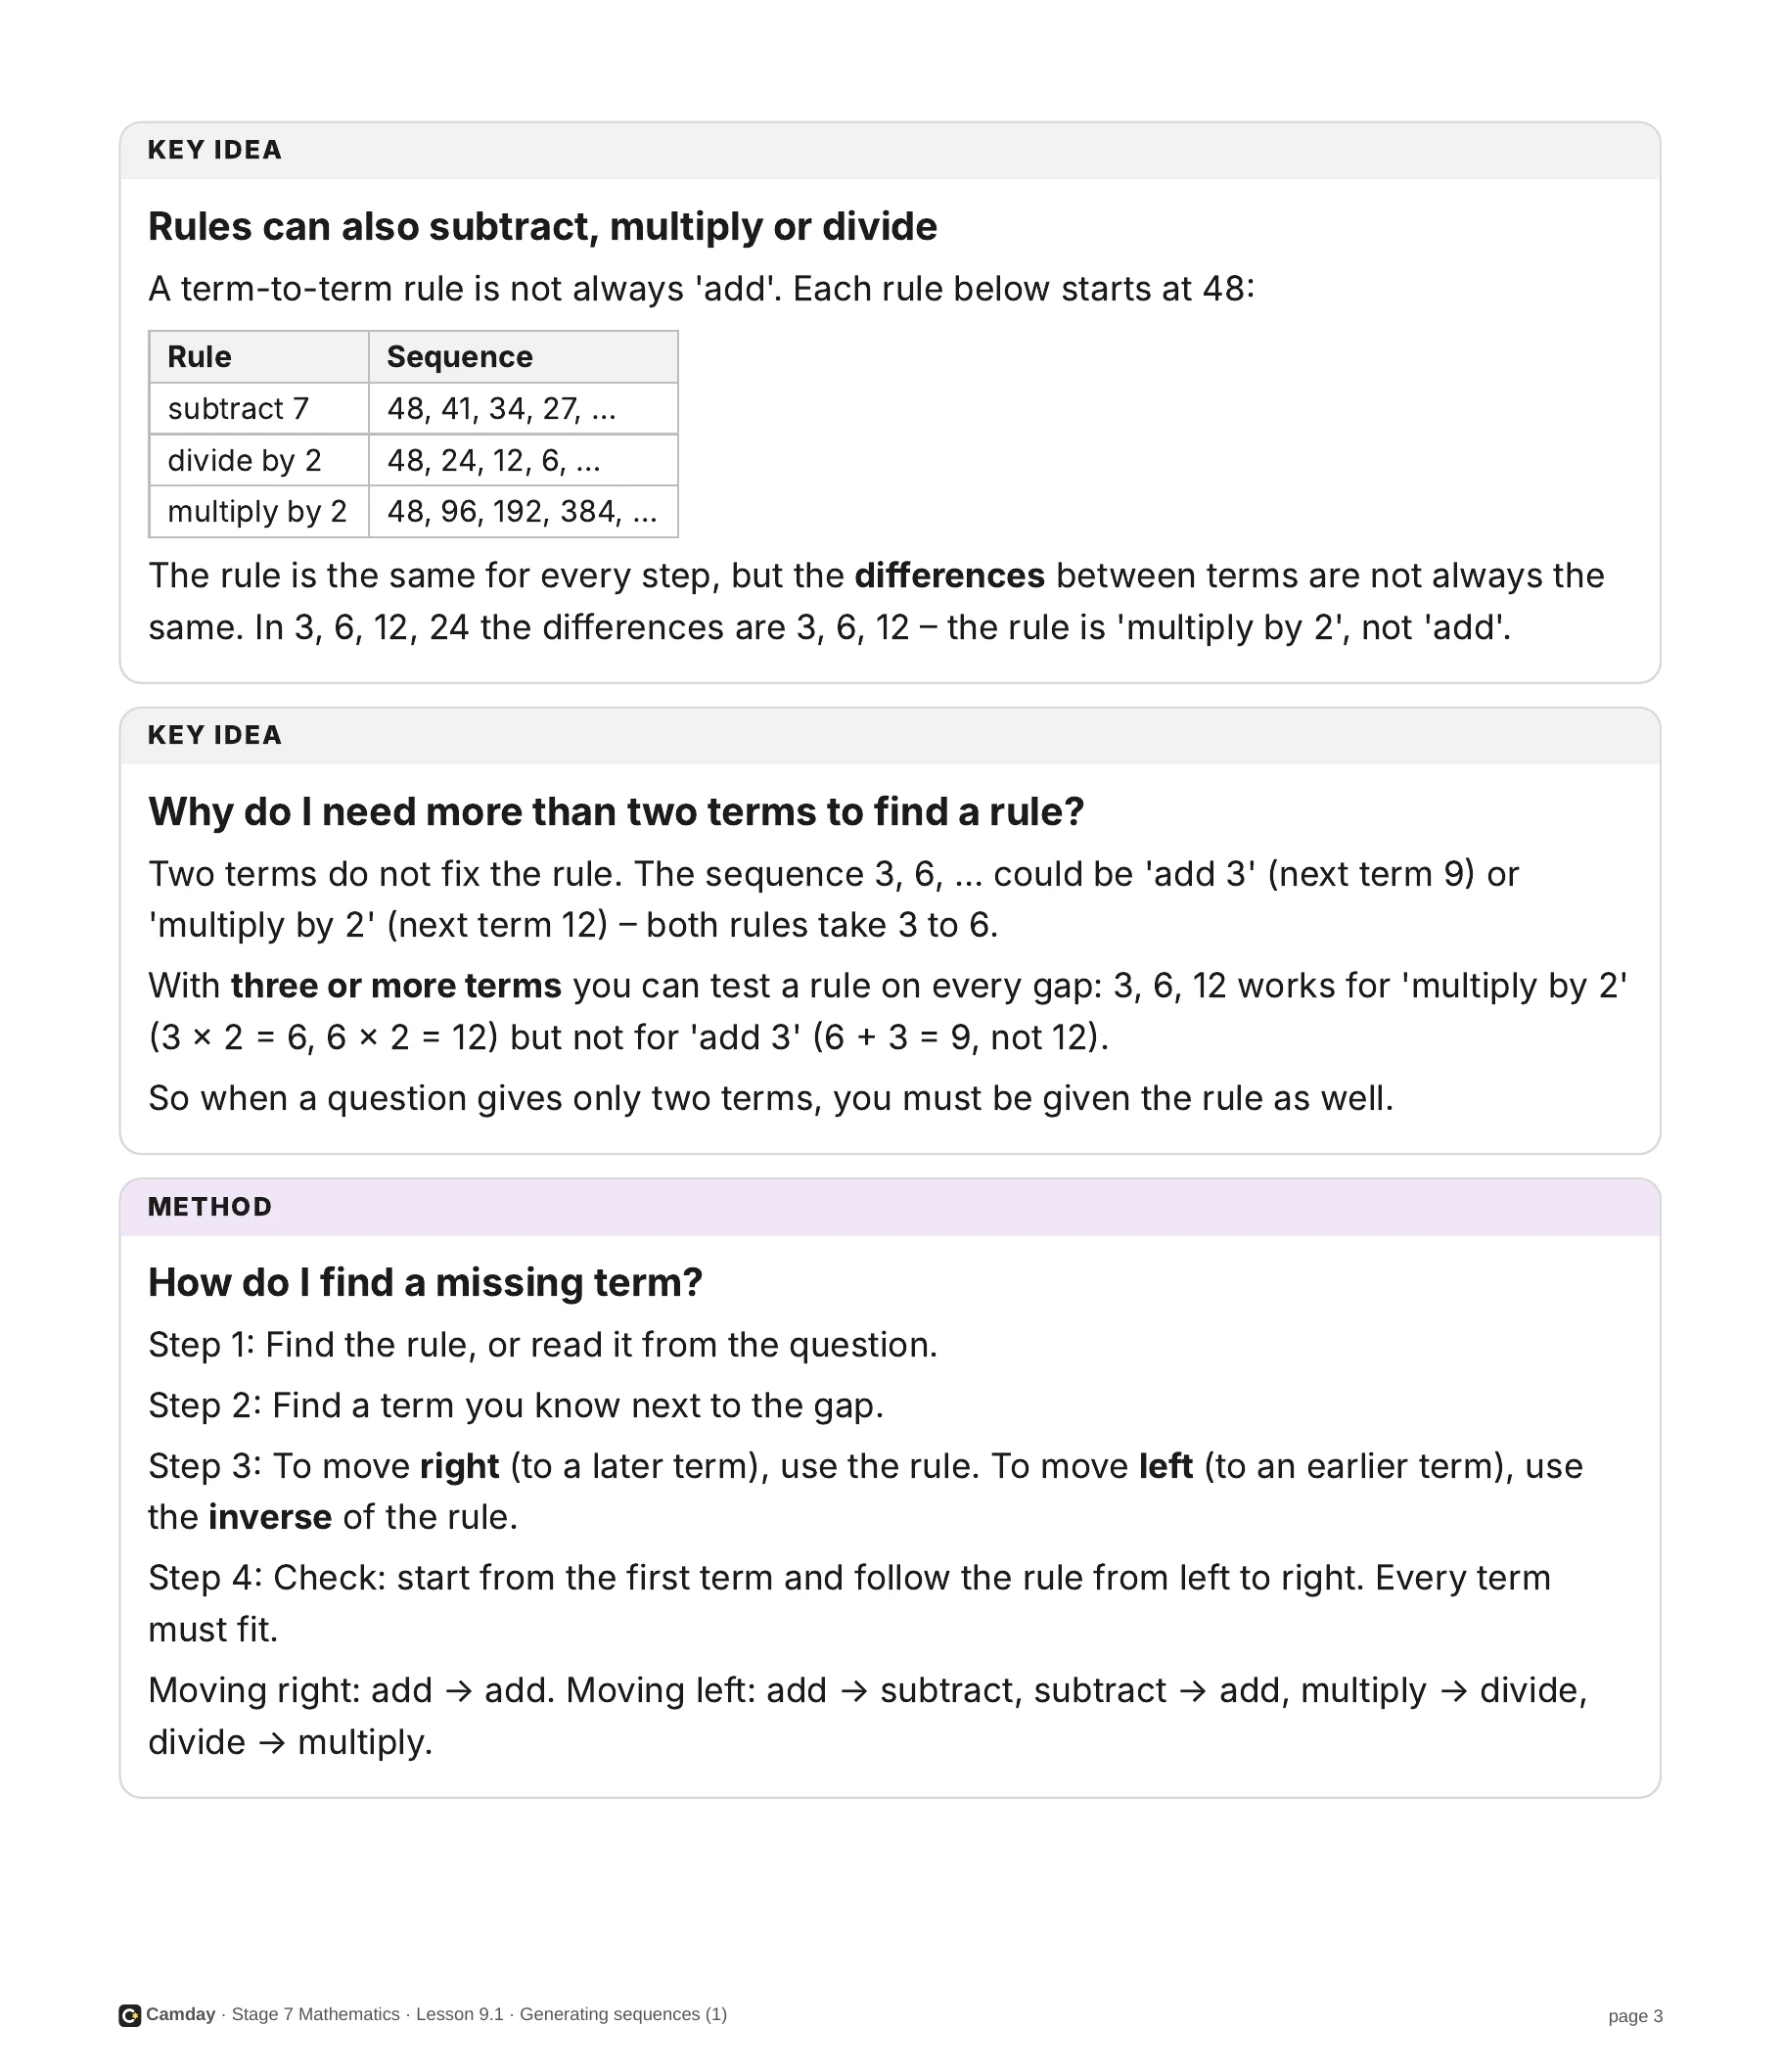 KEY IDEA
Rules can also subtract, multiply or divide
A term-to-term rule is not always 'add'. Each rule below starts at 48:
Rule Sequence
subtract 7 48, 41, 34, 27, ...
divide by 2 48, 24, 12, 6, ...
multiply by 2 48, 96, 192, 384, ...
The rule is the same for every step, but the differences between terms are not always the
same. In 3, 6, 12, 24 the differences are 3, 6, 12 – the rule is 'multiply by 2', not 'add'.
KEY IDEA
Why do I need more than two terms to find a rule?
Two terms do not fix the rule. The sequence 3, 6, ... could be 'add 3' (next term 9) or
'multiply by 2' (next term 12) – both rules take 3 to 6.
With three or more terms you can test a rule on every gap: 3, 6, 12 works for 'multiply by 2'
(3 × 2 = 6, 6 × 2 = 12) but not for 'add 3' (6 + 3 = 9, not 12).
So when a question gives only two terms, you must be given the rule as well.
METHOD
How do I find a missing term?
Step 1: Find the rule, or read it from the question.
Step 2: Find a term you know next to the gap.
Step 3: To move right (to a later term), use the rule. To move left (to an earlier term), use
the inverse of the rule.
Step 4: Check: start from the first term and follow the rule from left to right. Every term
must fit.
Moving right: add → add. Moving left: add → subtract, subtract → add, multiply → divide,
divide → multiply.
Camday · Stage 7 Mathematics · Lesson 9.1 · Generating sequences (1)
page 3